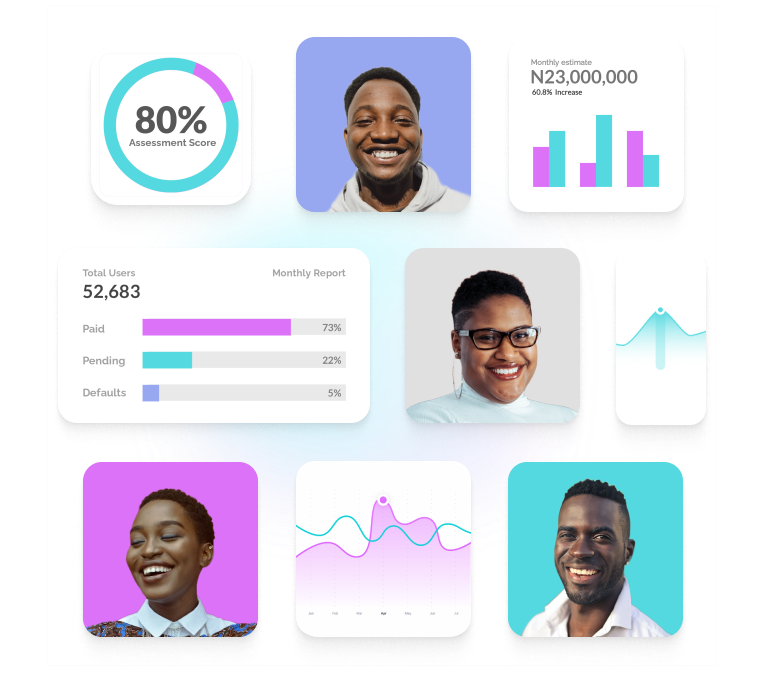 80%
Assessment Score
Monthly estimate
N23,000,000
60.8% Increase
Total Users
Monthly Report
52,683
Paid
73%
Pending
22%
Defaults
5%
Jan Feb Mar Apr May Jun Jul